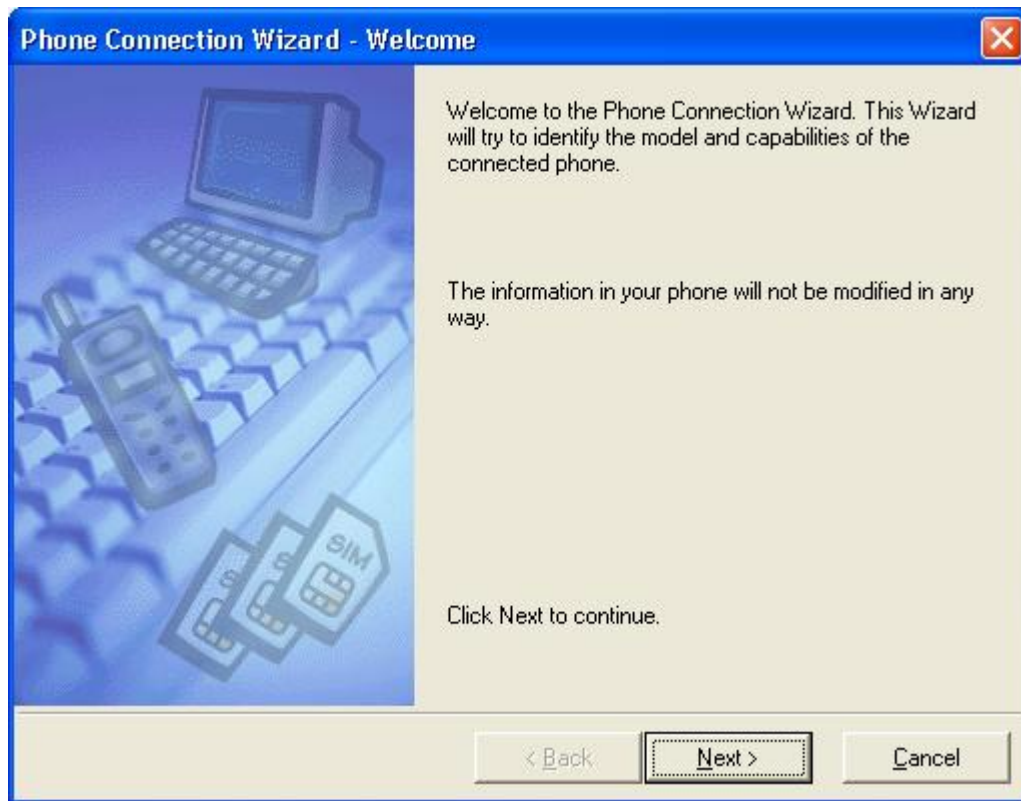 Phone Connection Wizard - Welcome
Welcome to the Phone Connection Wizard. This Wizard
will try to identify the model and capabilities of the
connected phone.
The information in your phone will not be modified in any
way.
SIM
S
S
Click Next to continue.
< Back
Next >
Cancel